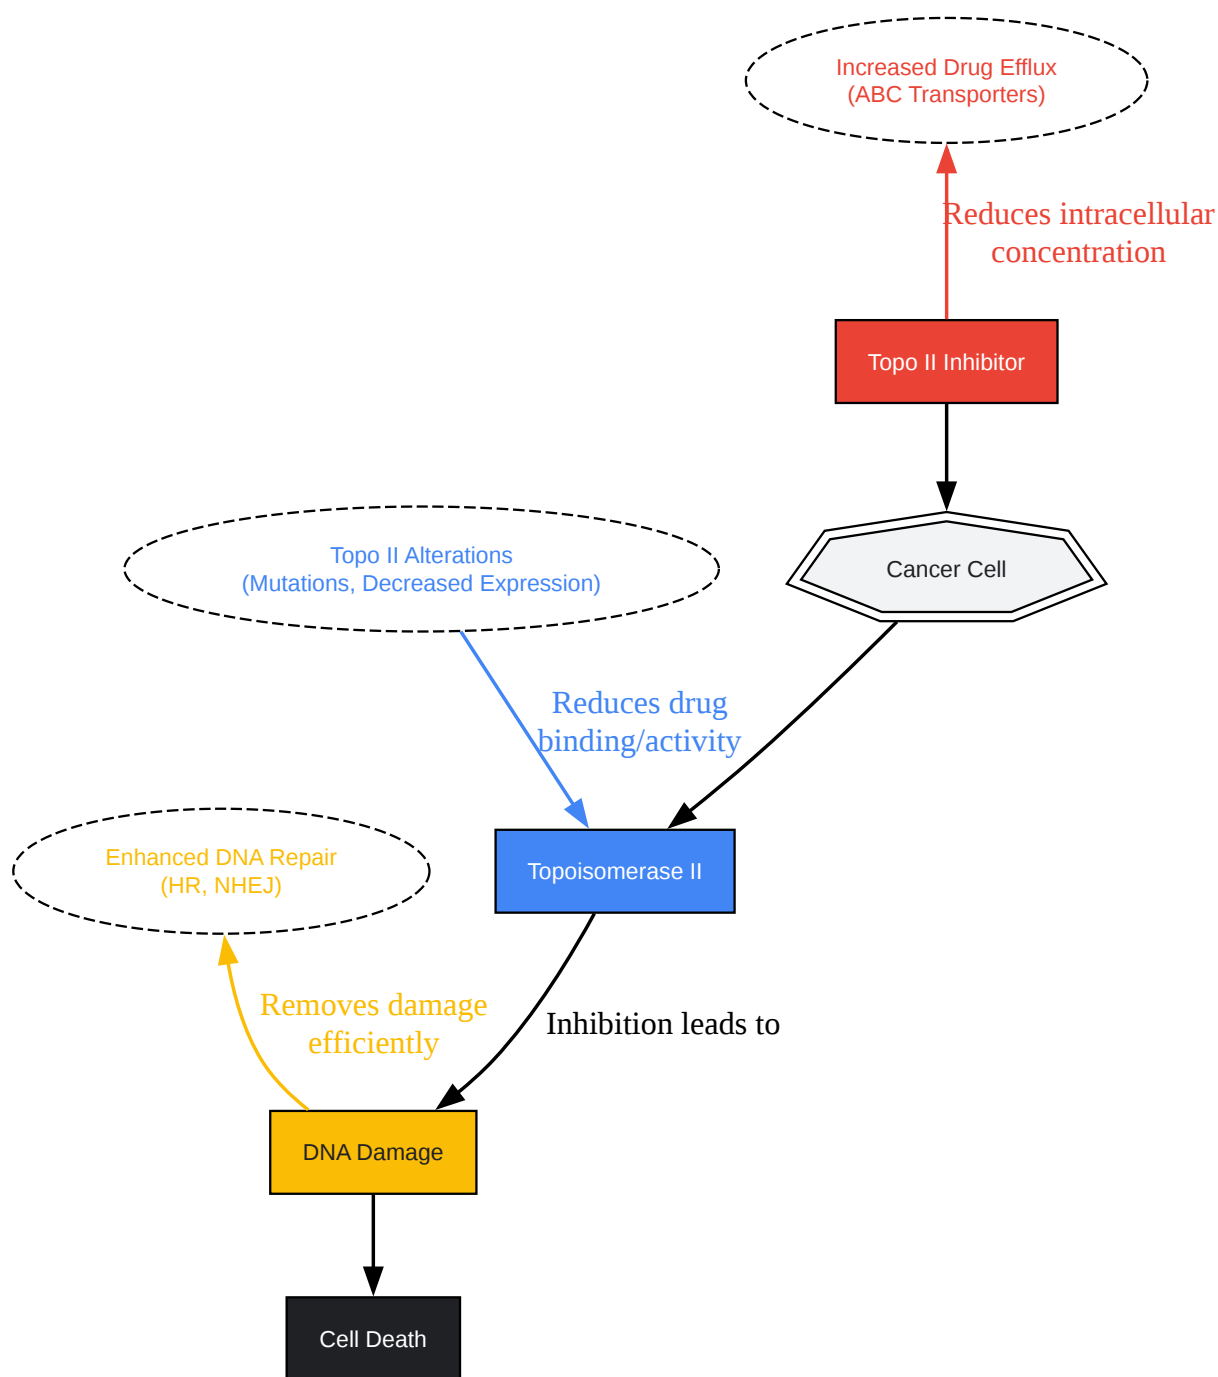 Increased Drug Efflux
(ABC Transporters)
Reduces intracellular
concentration
Topo II Inhibitor
Topo II Alterations
(Mutations, Decreased Expression)
Cancer Cell
Reduces drug
binding/activity
Enhanced DNA Repair
(HR, NHEJ)
Topoisomerase II
Removes damage
efficiently
Inhibition leads to
DNA Damage
Cell Death